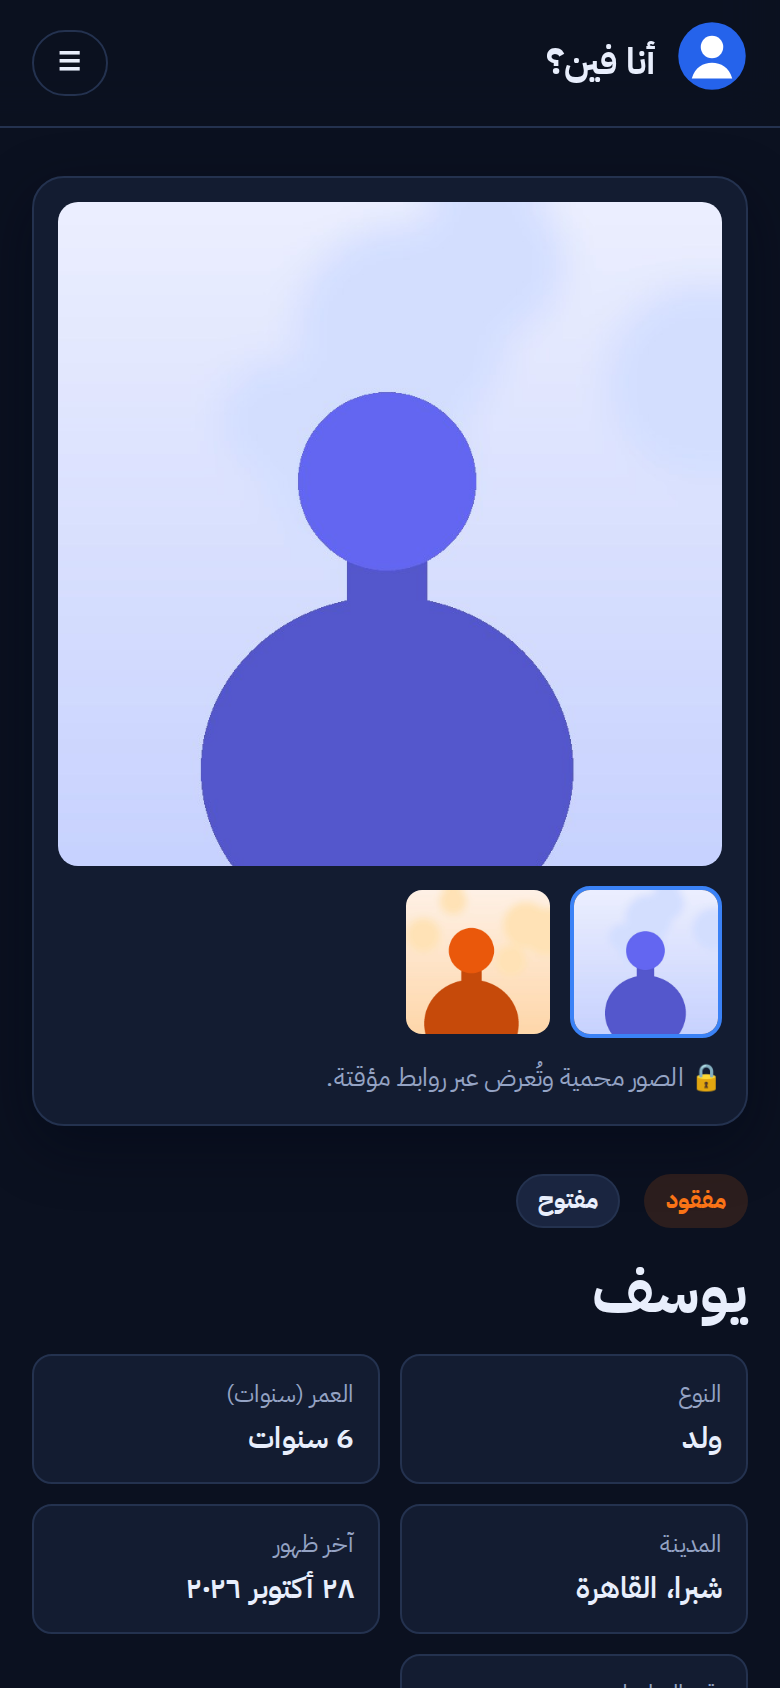 أنا فين؟
🔒 الصور محمية وتُعرض عبر روابط مؤقتة.
مفقود
مفتوح
يوسف
النوع
ولد
العمر (سنوات)
6 سنوات
المدينة
شبرا، القاهرة
آخر ظهور
٢٨ أكتوبر ٢٠٢٦